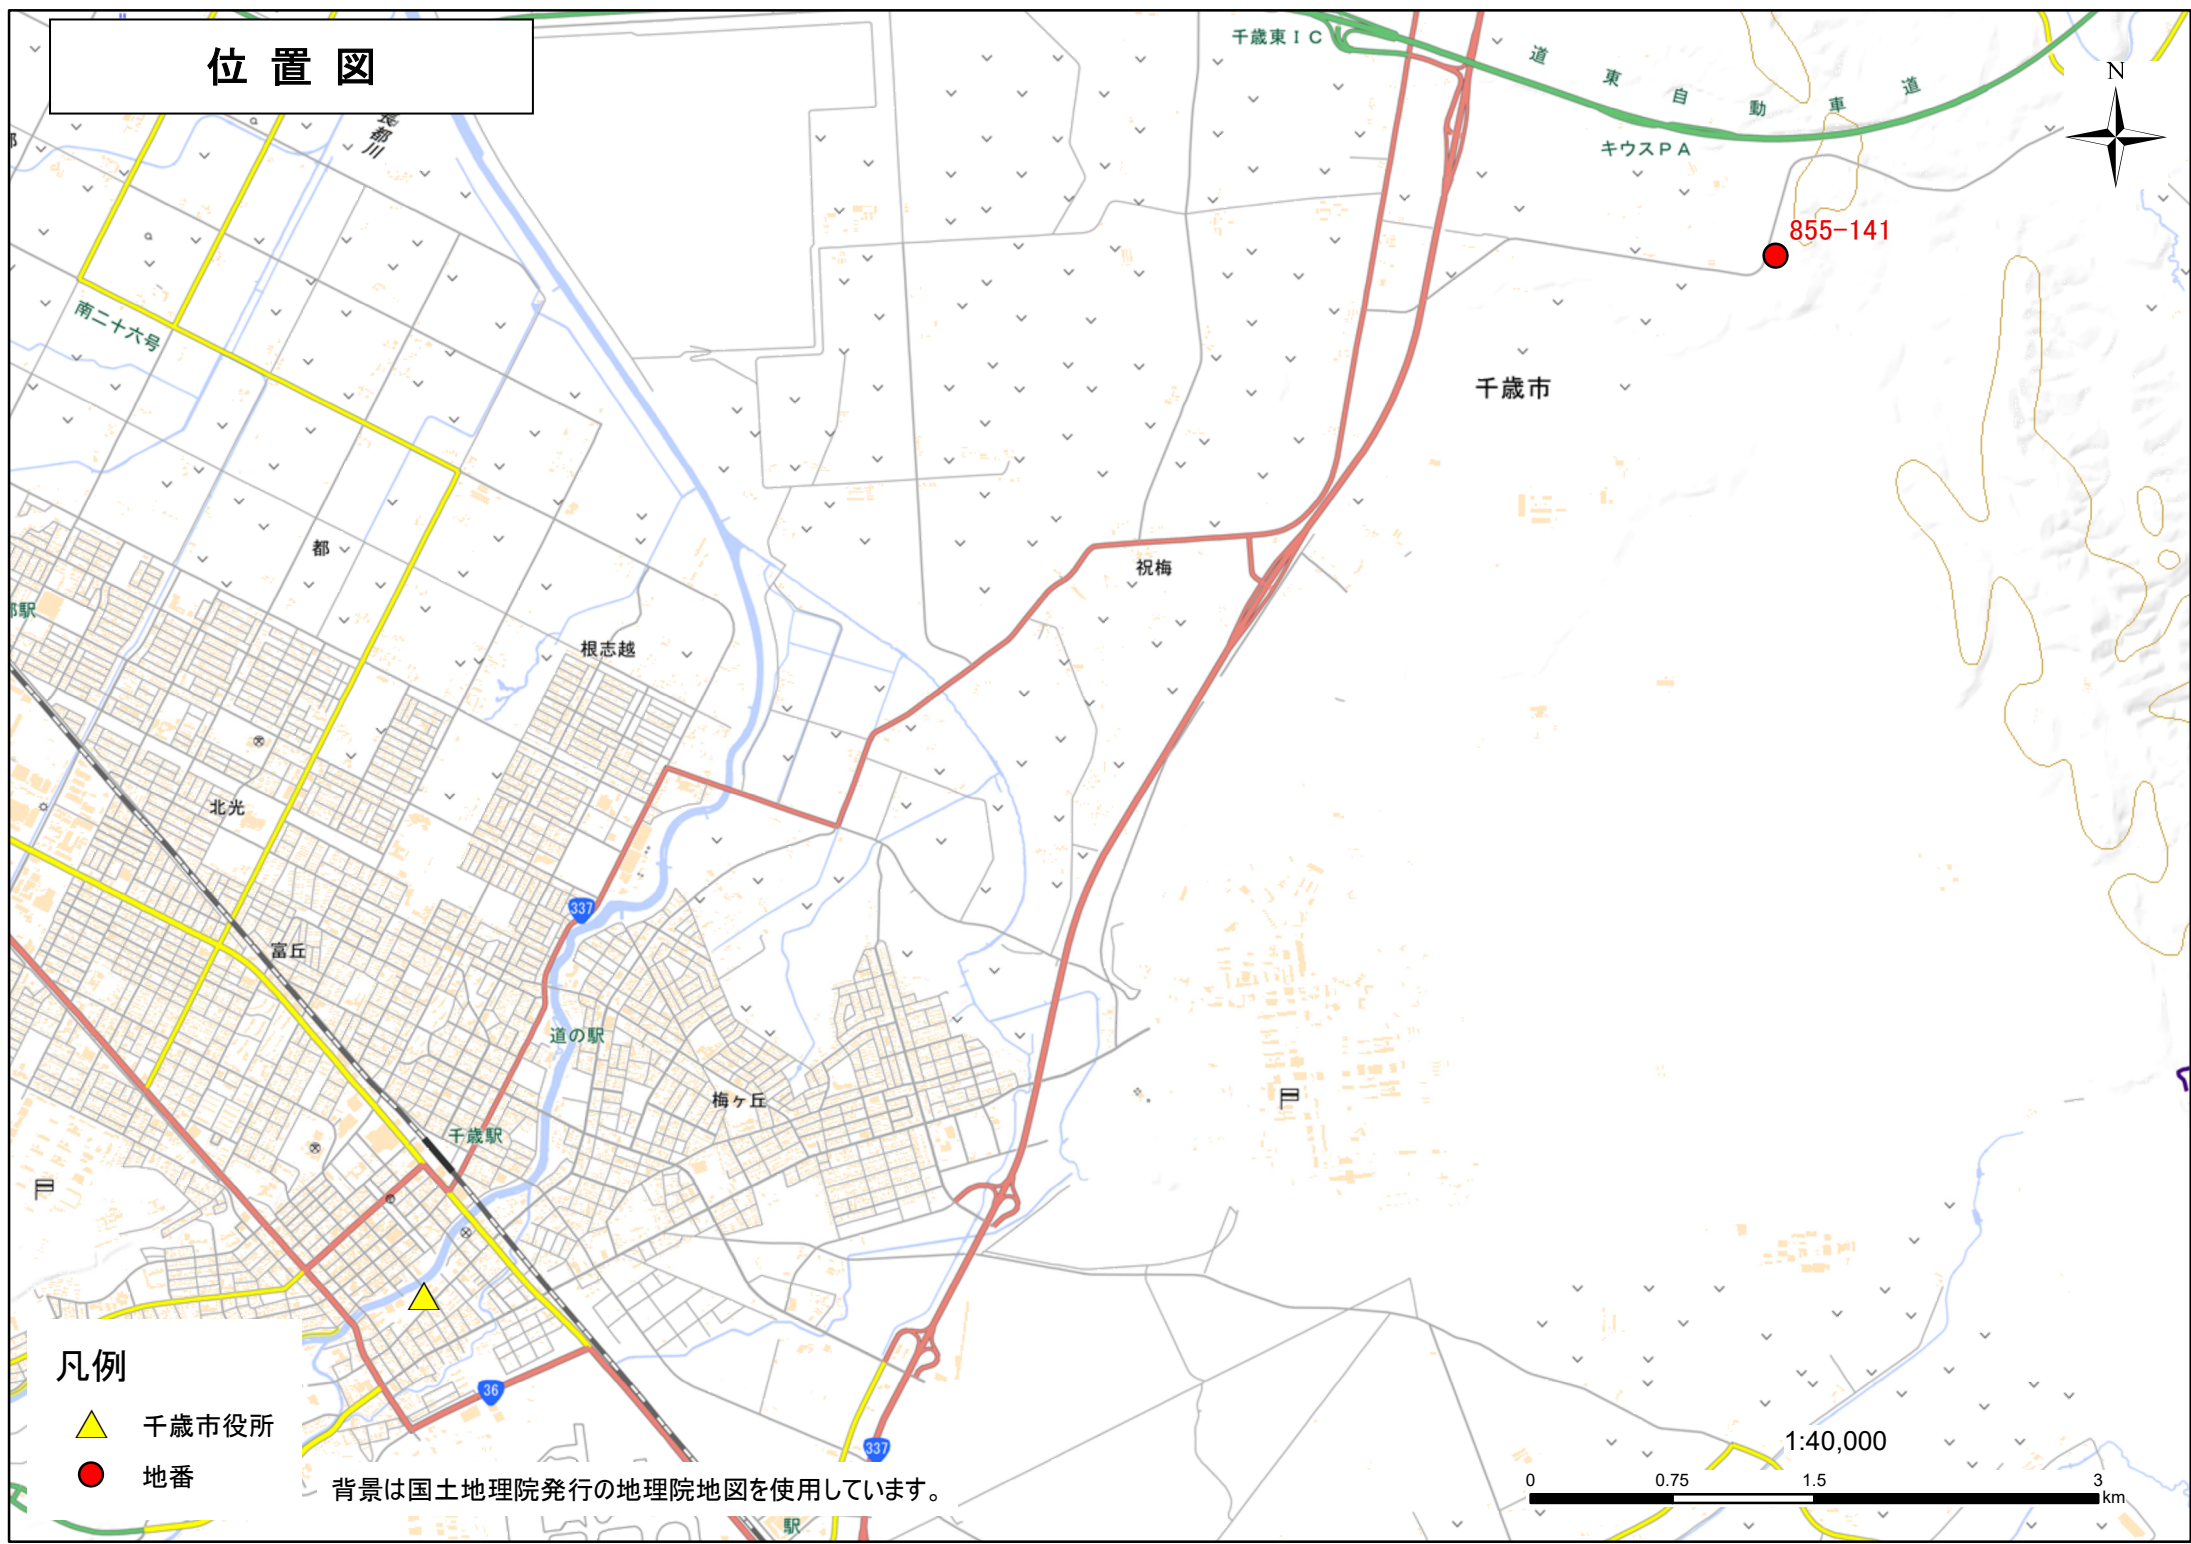 位置図
千歳東IC
道東自動車道
キウスPA
N
長都川
855-141
南二十六号
千歳市
都
祝梅
駅
根志越
北光
337
富丘
道の駅
梅ヶ丘
千歳駅
36
337
凡例
千歳市役所
地番
背景は国土地理院発行の地理院地図を使用しています。
駅
1:40,000
0 0.75 1.5 3
km